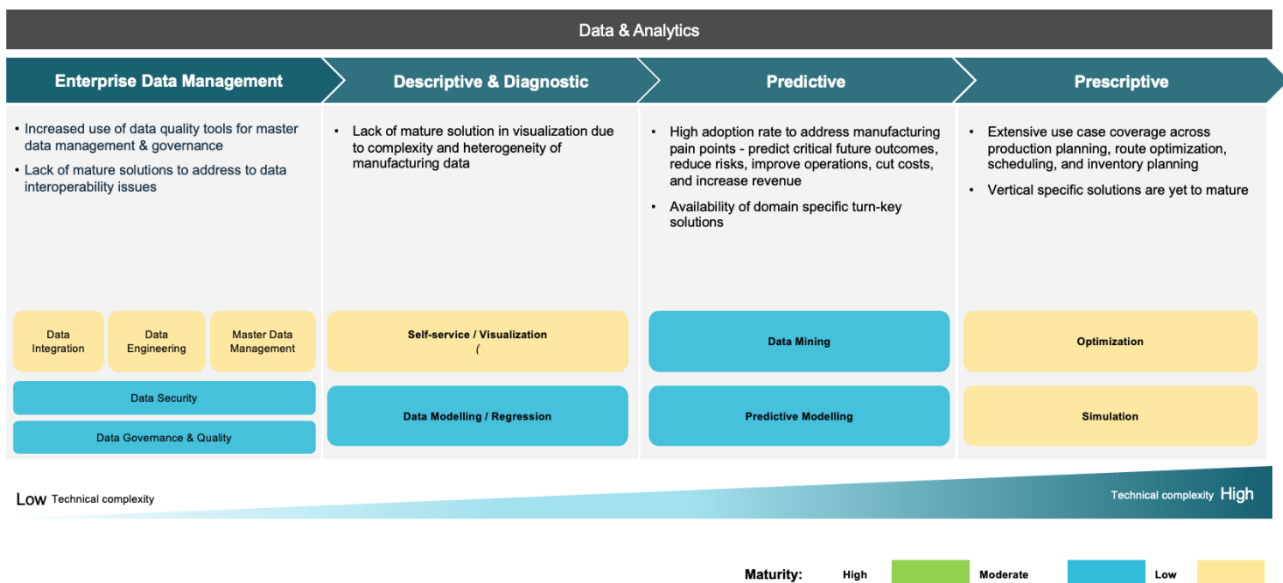 Data & Analytics
Enterprise Data Management
Descriptive & Diagnostic
Predictive
Prescriptive
• Increased use of data quality tools for master
data management & governance
• Lack of mature solutions to address to data
interoperability issues
• Lack of mature solution in visualization due
to complexity and heterogeneity of
manufacturing data
• High adoption rate to address manufacturing
pain points - predict critical future outcomes,
reduce risks, improve operations, cut costs,
and increase revenue
• Availability of domain specific turn-key
solutions
• Extensive use case coverage across
production planning, route optimization,
scheduling, and inventory planning
• Vertical specific solutions are yet to mature
Data
Integration
Data
Engineering
Master Data
Management
Data Security
Data Governance & Quality
Self-service / Visualization
(
Data Modelling / Regression
Data Mining
Predictive Modelling
Optimization
Simulation
Low Technical complexity
Technical complexity High
Maturity: High Moderate Low